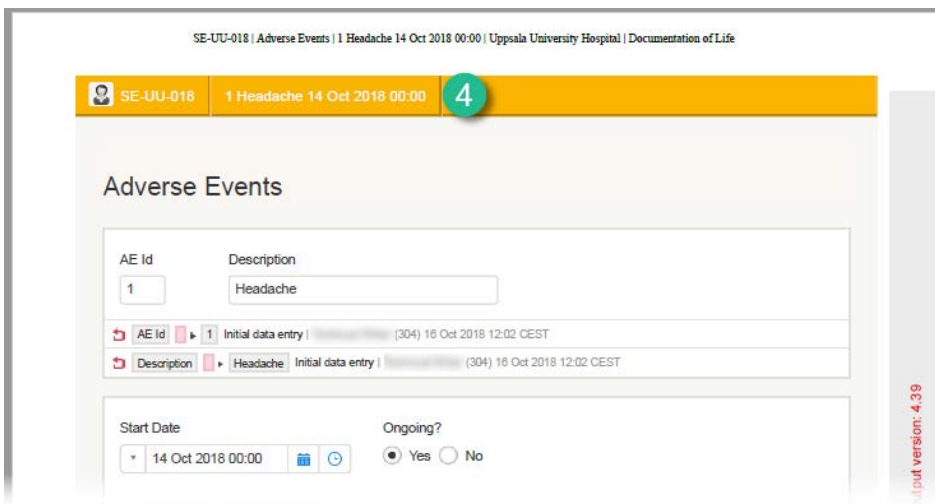 SE-UU-018 | Adverse Events | 1 Headache 14 Oct 2018 00:00 | Uppsala University Hospital | Documentation of Life
SE-UU-018 1 Headache 14 Oct 2018 00:00 4
Adverse Events
AE Id Description
1 Headache
AE Id 1 Initial data entry | (304) 16 Oct 2018 12:02 CEST
Description Headache Initial data entry | (304) 16 Oct 2018 12:02 CEST
Start Date Ongoing?
14 Oct 2018 00:00 Yes No
version: 4.39